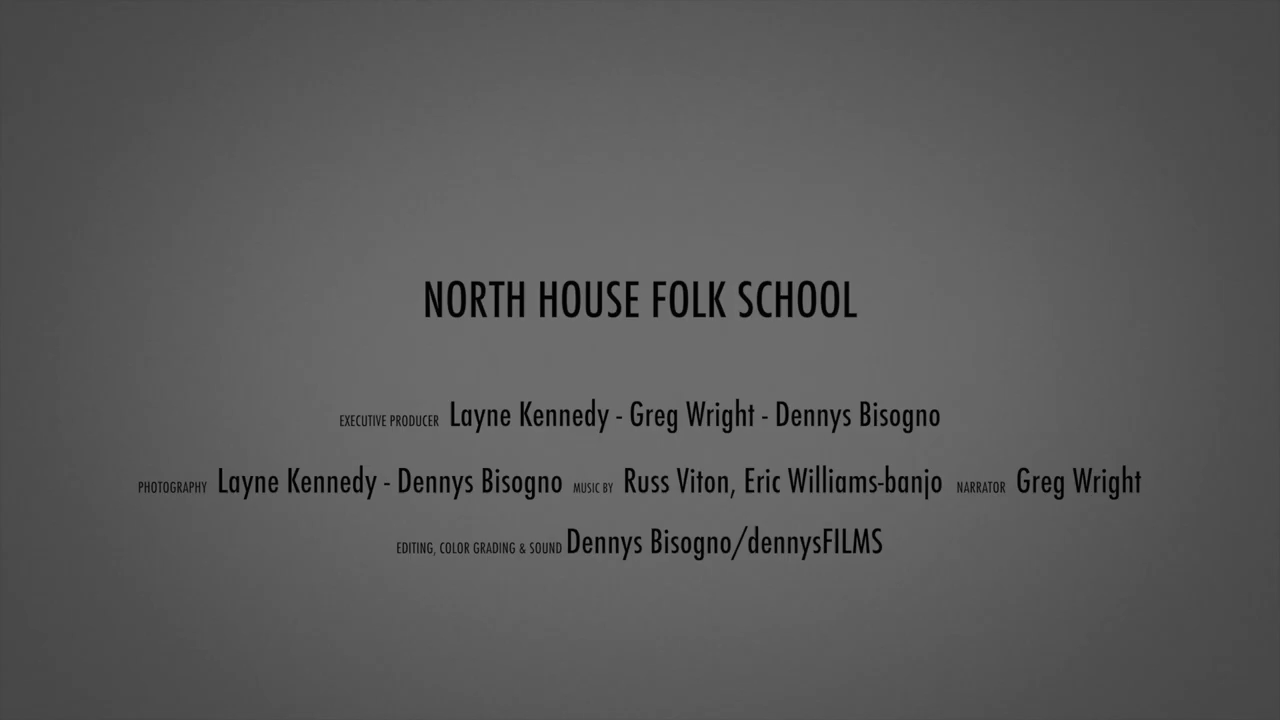 NORTH HOUSE FOLK SCHOOL
EXECUTIVE PRODUCER Layne Kennedy - Greg Wright - Dennys Bisogno
PHOTOGRAPHY Layne Kennedy - Dennys Bisogno MUSIC BY Russ Viton, Eric Williams-banjo NARRATOR Greg Wright
EDITING, COLOR GRADING & SOUND Dennys Bisogno/dennysFILMS